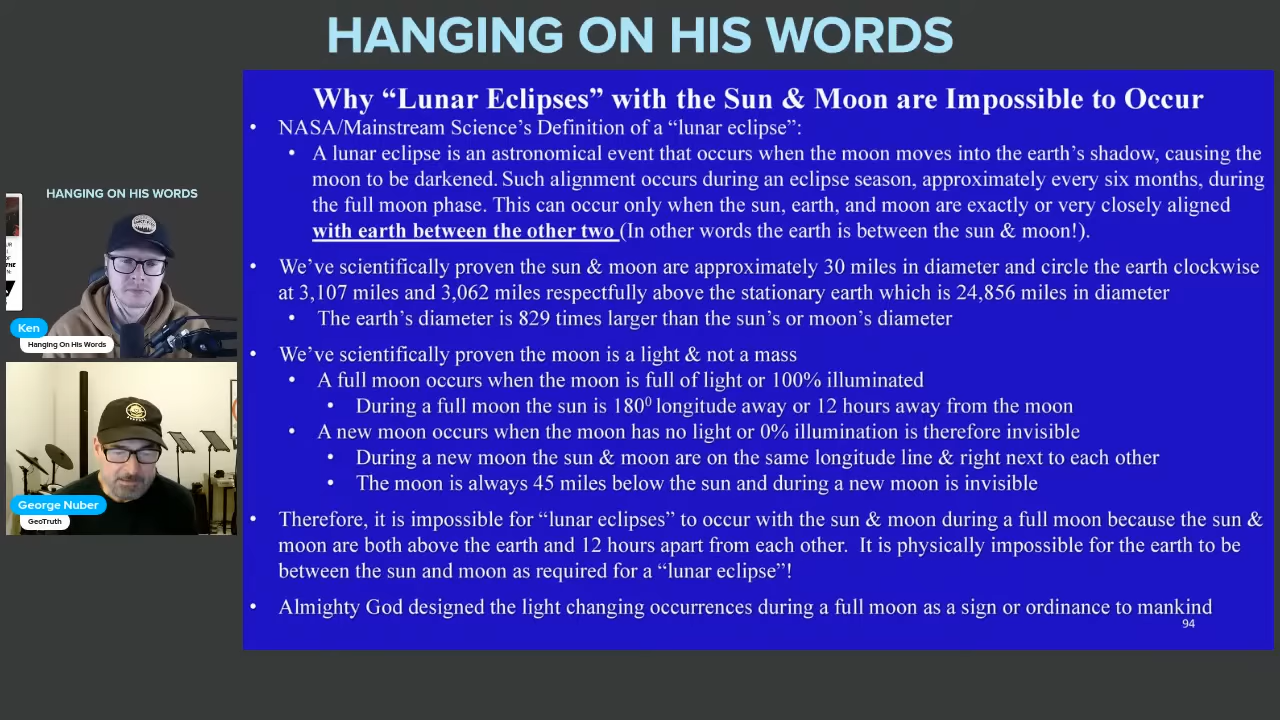 HANGING ON HIS WORDS
Why “Lunar Eclipses” with the Sun & Moon are Impossible to Occur
• NASA/Mainstream Science’s Definition of a “lunar eclipse”:
• A lunar eclipse is an astronomical event that occurs when the moon moves into the earth’s shadow, causing the
moon to be darkened. Such alignment occurs during an eclipse season, approximately every six months, during
the full moon phase. This can occur only when the sun, earth, and moon are exactly or very closely aligned
with earth between the other two (In other words the earth is between the sun & moon!).
• We’ve scientifically proven the sun & moon are approximately 30 miles in diameter and circle the earth clockwise
at 3,107 miles and 3,062 miles respectfully above the stationary earth which is 24,856 miles in diameter
• The earth’s diameter is 829 times larger than the sun’s or moon’s diameter
• We’ve scientifically proven the moon is a light & not a mass
• A full moon occurs when the moon is full of light or 100% illuminated
• During a full moon the sun is 180⁰ longitude away or 12 hours away from the moon
• A new moon occurs when the moon has no light or 0% illumination is therefore invisible
• During a new moon the sun & moon are on the same longitude line & right next to each other
• The moon is always 45 miles below the sun and during a new moon is invisible
• Therefore, it is impossible for “lunar eclipses” to occur with the sun & moon during a full moon because the sun &
moon are both above the earth and 12 hours apart from each other.  It is physically impossible for the earth to be
between the sun and moon as required for a “lunar eclipse”!
• Almighty God designed the light changing occurrences during a full moon as a sign or ordinance to mankind
94
HANGING ON HIS WORDS
Ken
Hanging On His Words
George Nuber
GeoTruth